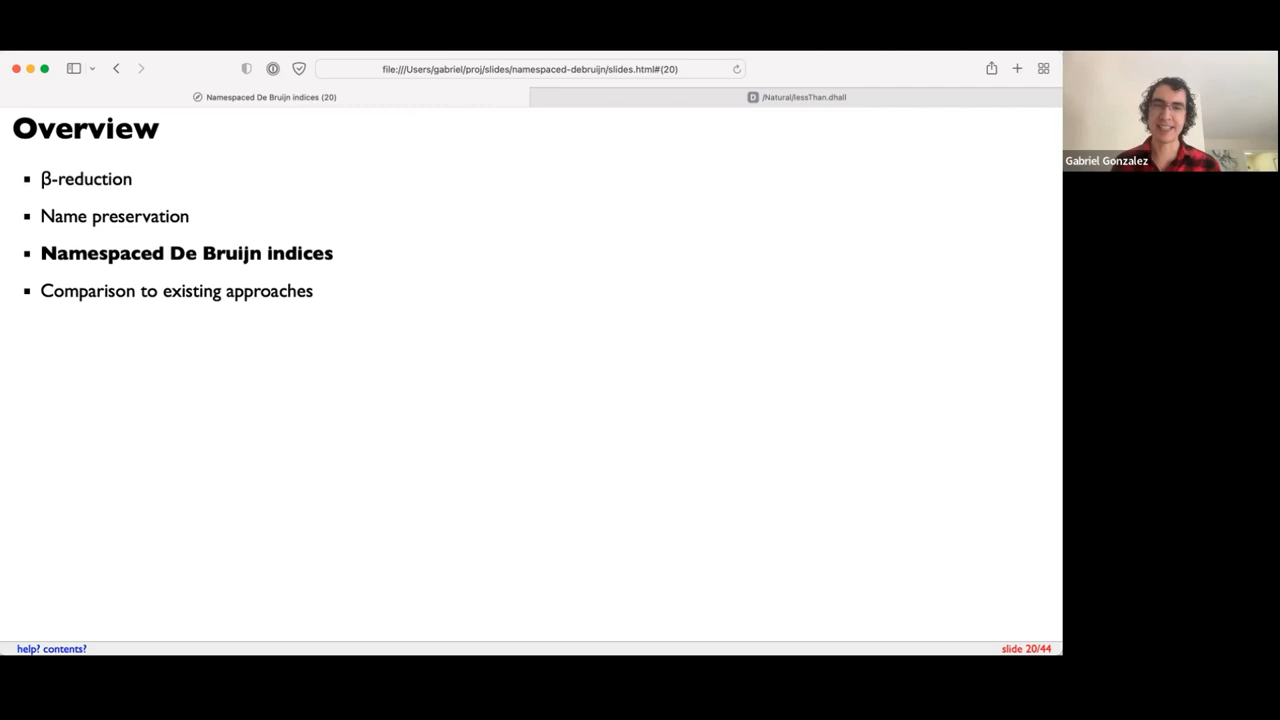 file:///Users/gabriel/proj/slides/namespaced-debruijn/slides.html#(20)
Namespaced De Bruijn indices (20)
D /Natural/lessThan.dhall
Overview
▪ β-reduction
▪ Name preservation
▪ Namespaced De Bruijn indices
▪ Comparison to existing approaches
help? contents?
slide 20/44
Gabriel Gonzalez